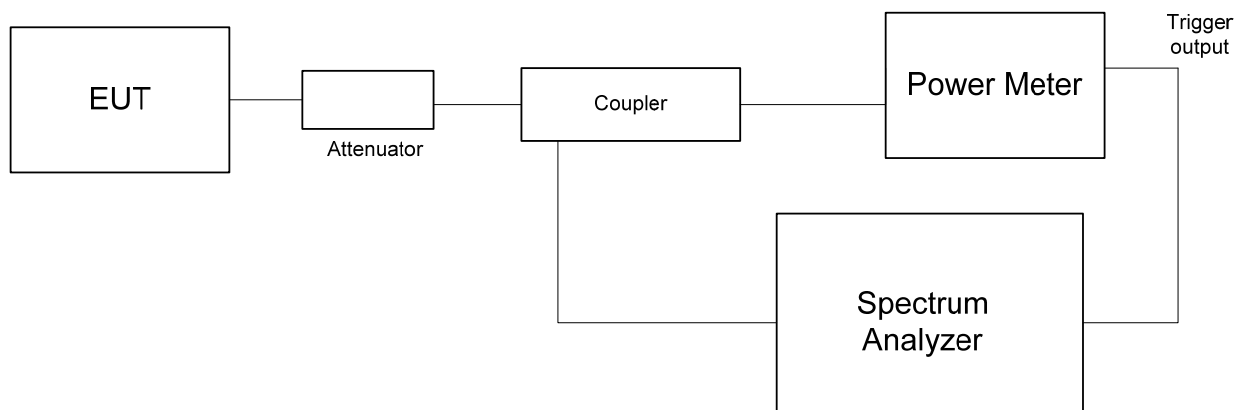 EUT
Attenuator
Coupler
Power Meter
Trigger
output
Spectrum
Analyzer